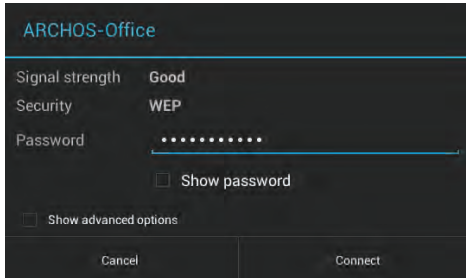 ARCHOS-Office
Signal strength Good
Security WEP
Password •••••••••••
Show password
Show advanced options
Cancel Connect